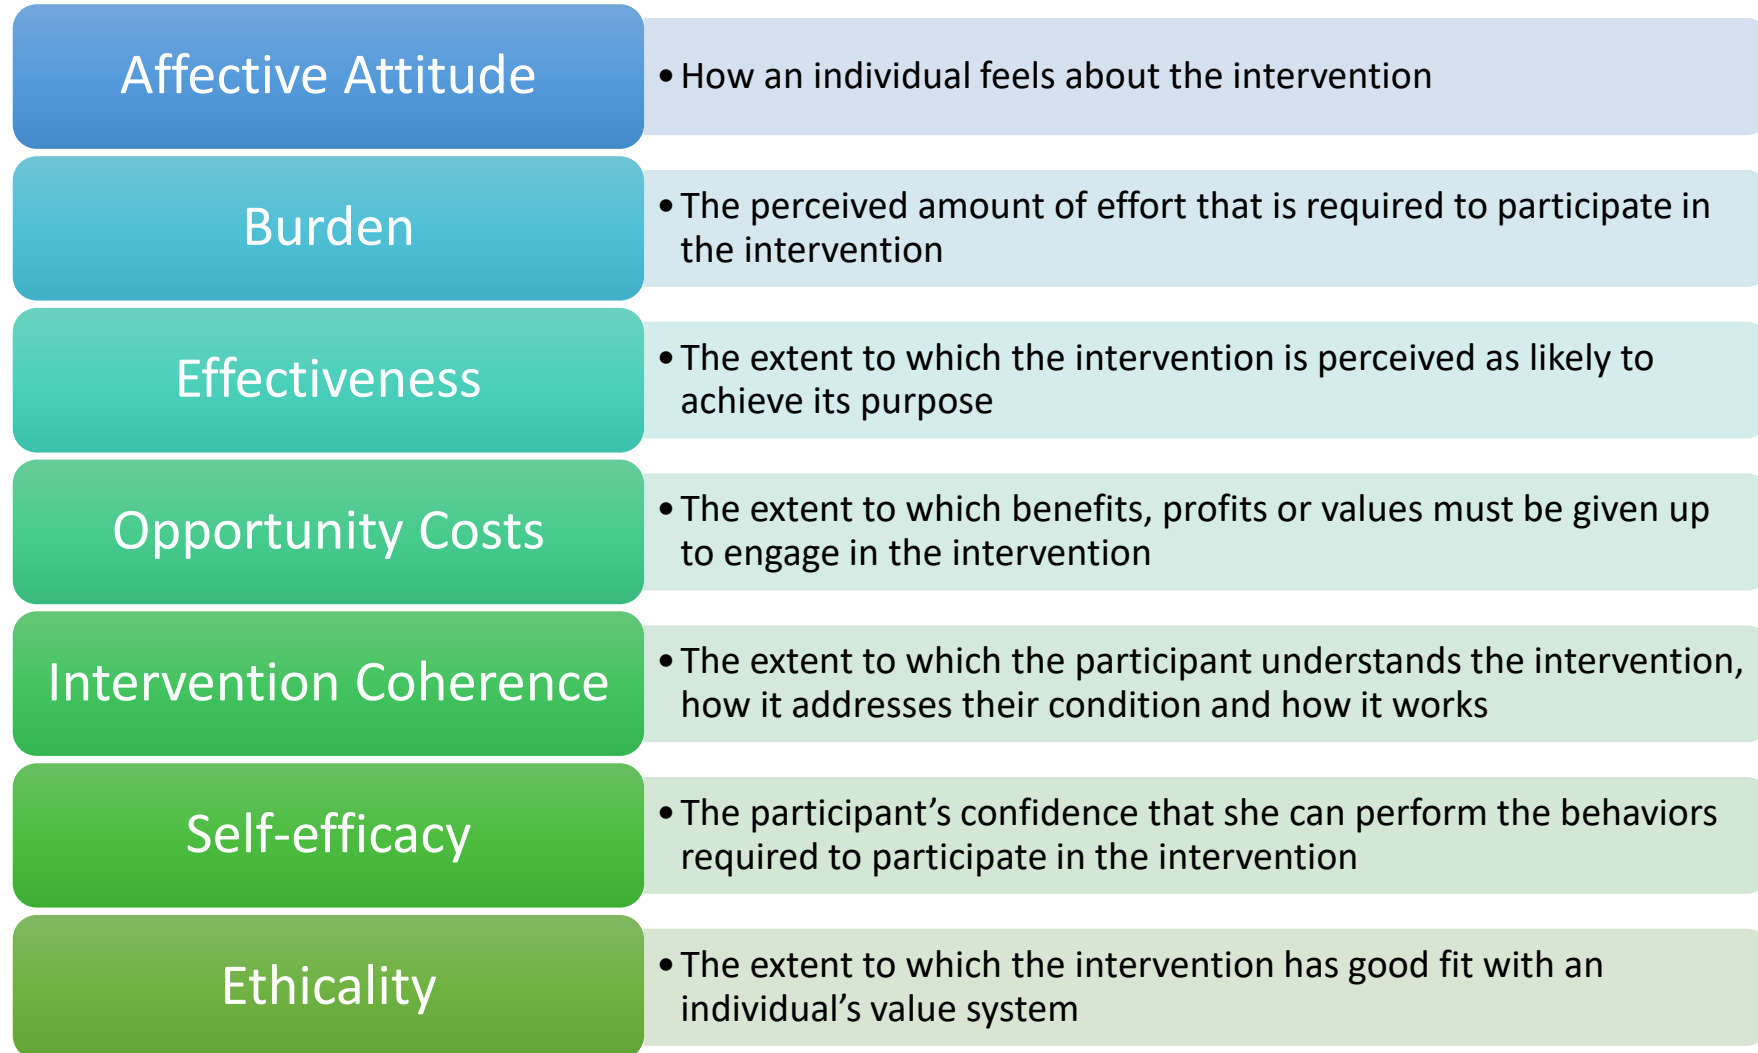 Affective Attitude
• How an individual feels about the intervention
Burden
• The perceived amount of effort that is required to participate in
the intervention
Effectiveness
• The extent to which the intervention is perceived as likely to
achieve its purpose
Opportunity Costs
• The extent to which benefits, profits or values must be given up
to engage in the intervention
Intervention Coherence
• The extent to which the participant understands the intervention,
how it addresses their condition and how it works
Self-efficacy
• The participant’s confidence that she can perform the behaviors
required to participate in the intervention
Ethicality
• The extent to which the intervention has good fit with an
individual’s value system